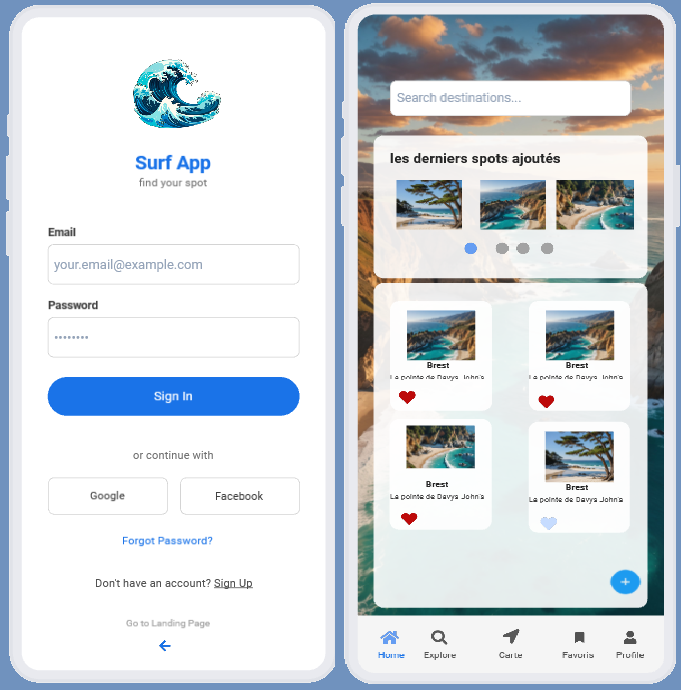 Surf App
find your spot
Email
your.email@example.com
Password
Sign In
or continue with
Google
Facebook
Forgot Password?
Don't have an account? Sign Up
Go to Landing Page
Search destinations...
les derniers spots ajoutés
Brest
La pointe de Davys John's
Brest
La pointe de Davys John's
Brest
La pointe de Davys John's
Brest
La pointe de Davys John's
Home
Explore
Carte
Favoris
Profile